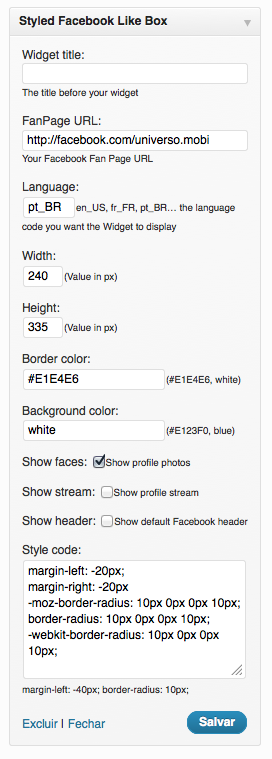 Styled Facebook Like Box
Widget title:
The title before your widget
FanPage URL:
http://facebook.com/universo.mobi
Your Facebook Fan Page URL
Language:
pt_BR en_US, fr_FR, pt_BR... the language
code you want the Widget to display
Width:
240 (Value in px)
Height:
335 (Value in px)
Border color:
#E1E4E6 (#E1E4E6, white)
Background color:
white (#E123F0, blue)
Show faces: Show profile photos
Show stream: Show profile stream
Show header: Show default Facebook header
Style code:
margin-left: -20px;
margin-right: -20px
-moz-border-radius: 10px 0px 0px 10px;
border-radius: 10px 0px 0px 10px;
-webkit-border-radius: 10px 0px 0px
10px;
margin-left: -40px; border-radius: 10px;
Excluir | Fechar Salvar